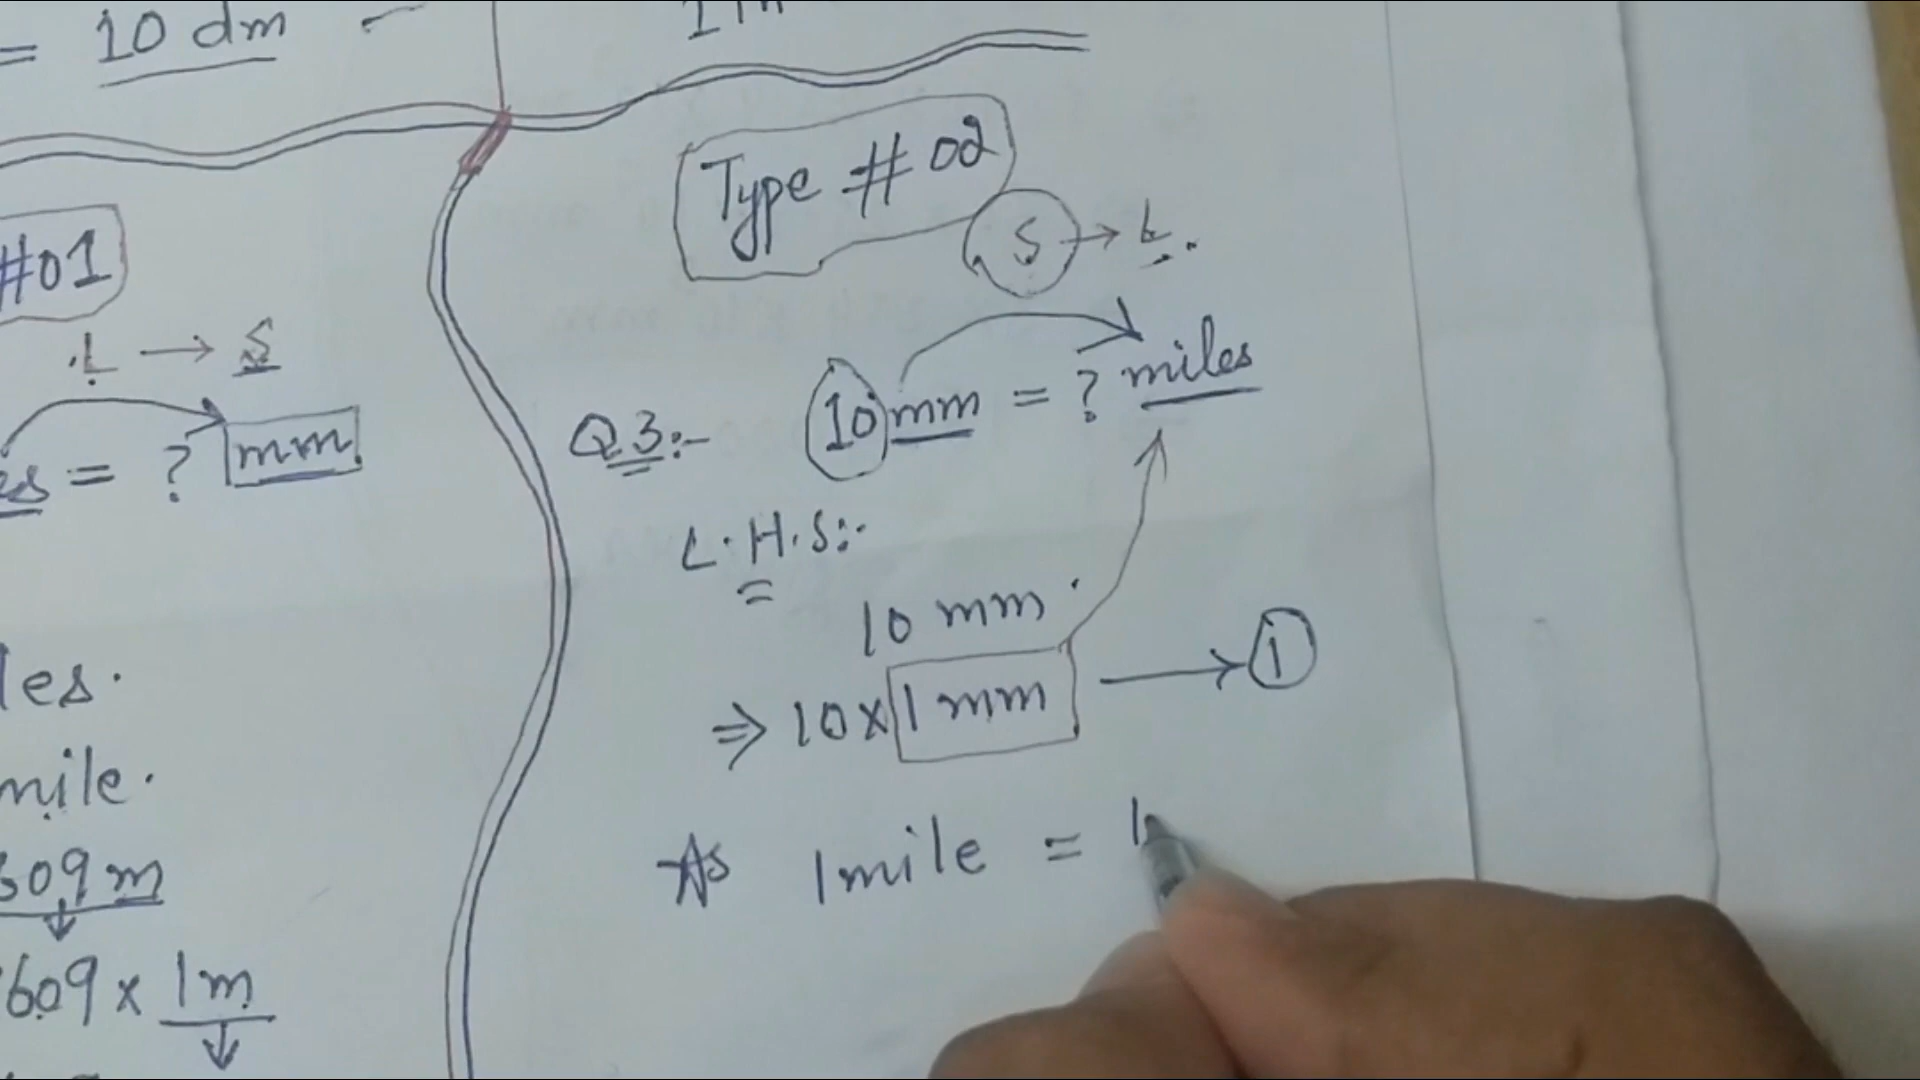 = 10 dm
#01
L → S
= ? mm
mile.
609 m
609 × 1m
Type # 02
S → L.
Q3:- 10 mm = ? miles
L.H.S:-
10 mm.
⇒ 10 × 1 mm → 1
As 1 mile = 1